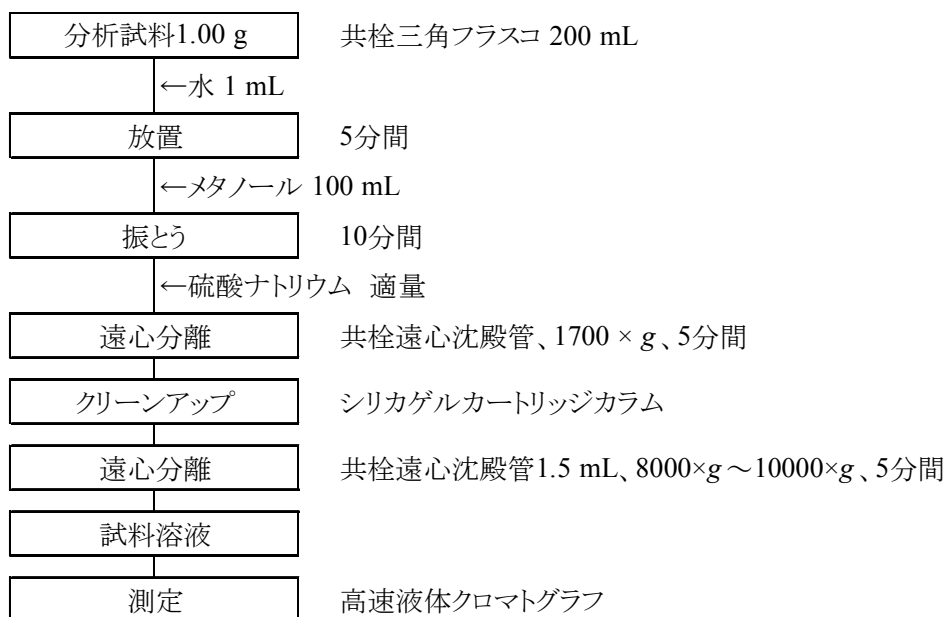 分析試料1.00 g 共栓三角フラスコ 200 mL
←水 1 mL
放置 5分間
←メタノール 100 mL
振とう 10分間
←硫酸ナトリウム 適量
遠心分離 共栓遠心沈殿管、1700 × g、5分間
クリーンアップ シリカゲルカートリッジカラム
遠心分離 共栓遠心沈殿管1.5 mL、8000×g～10000×g、5分間
試料溶液
測定 高速液体クロマトグラフ